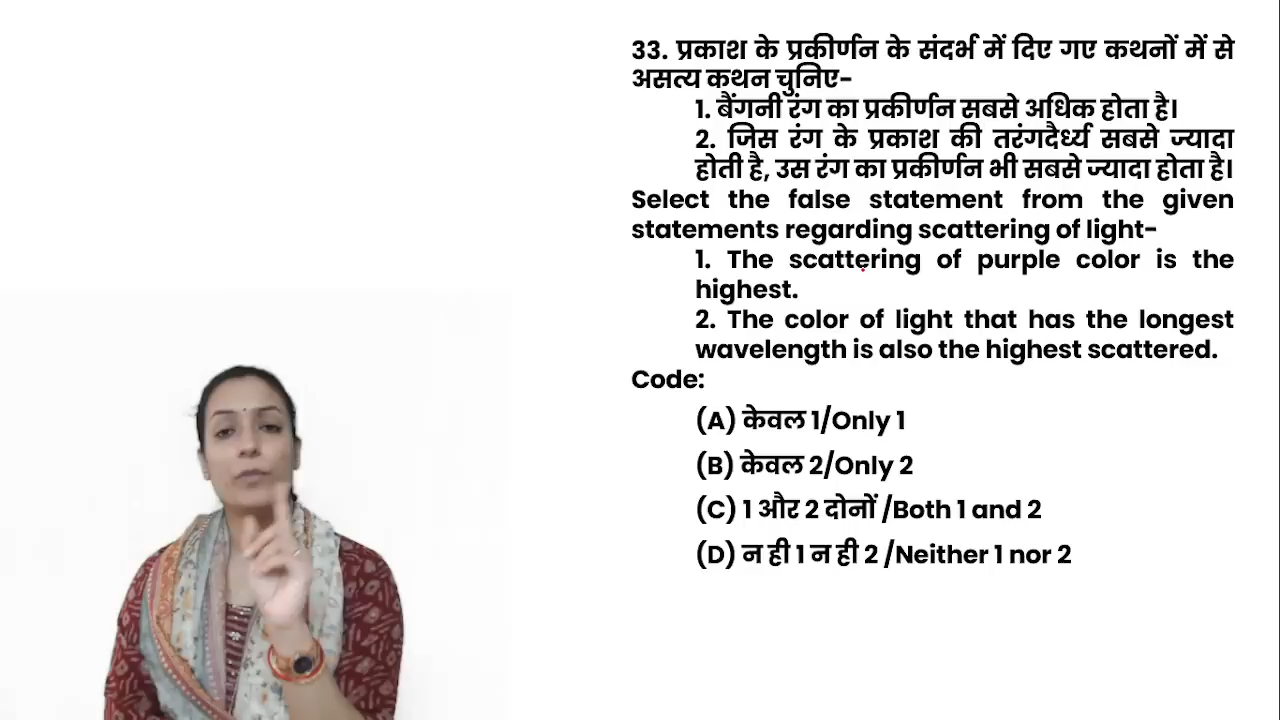 33. प्रकाश के प्रकीर्णन के संदर्भ में दिए गए कथनों में से
असत्य कथन चुनिए-
1. बैंगनी रंग का प्रकीर्णन सबसे अधिक होता है।
2. जिस रंग के प्रकाश की तरंगदैर्ध्य सबसे ज्यादा
होती है, उस रंग का प्रकीर्णन भी सबसे ज्यादा होता है।
Select the false statement from the given
statements regarding scattering of light-
1. The scattering of purple color is the
highest.
2. The color of light that has the longest
wavelength is also the highest scattered.
Code:
(A) केवल 1/Only 1
(B) केवल 2/Only 2
(C) 1 और 2 दोनों /Both 1 and 2
(D) न ही 1 न ही 2 /Neither 1 nor 2